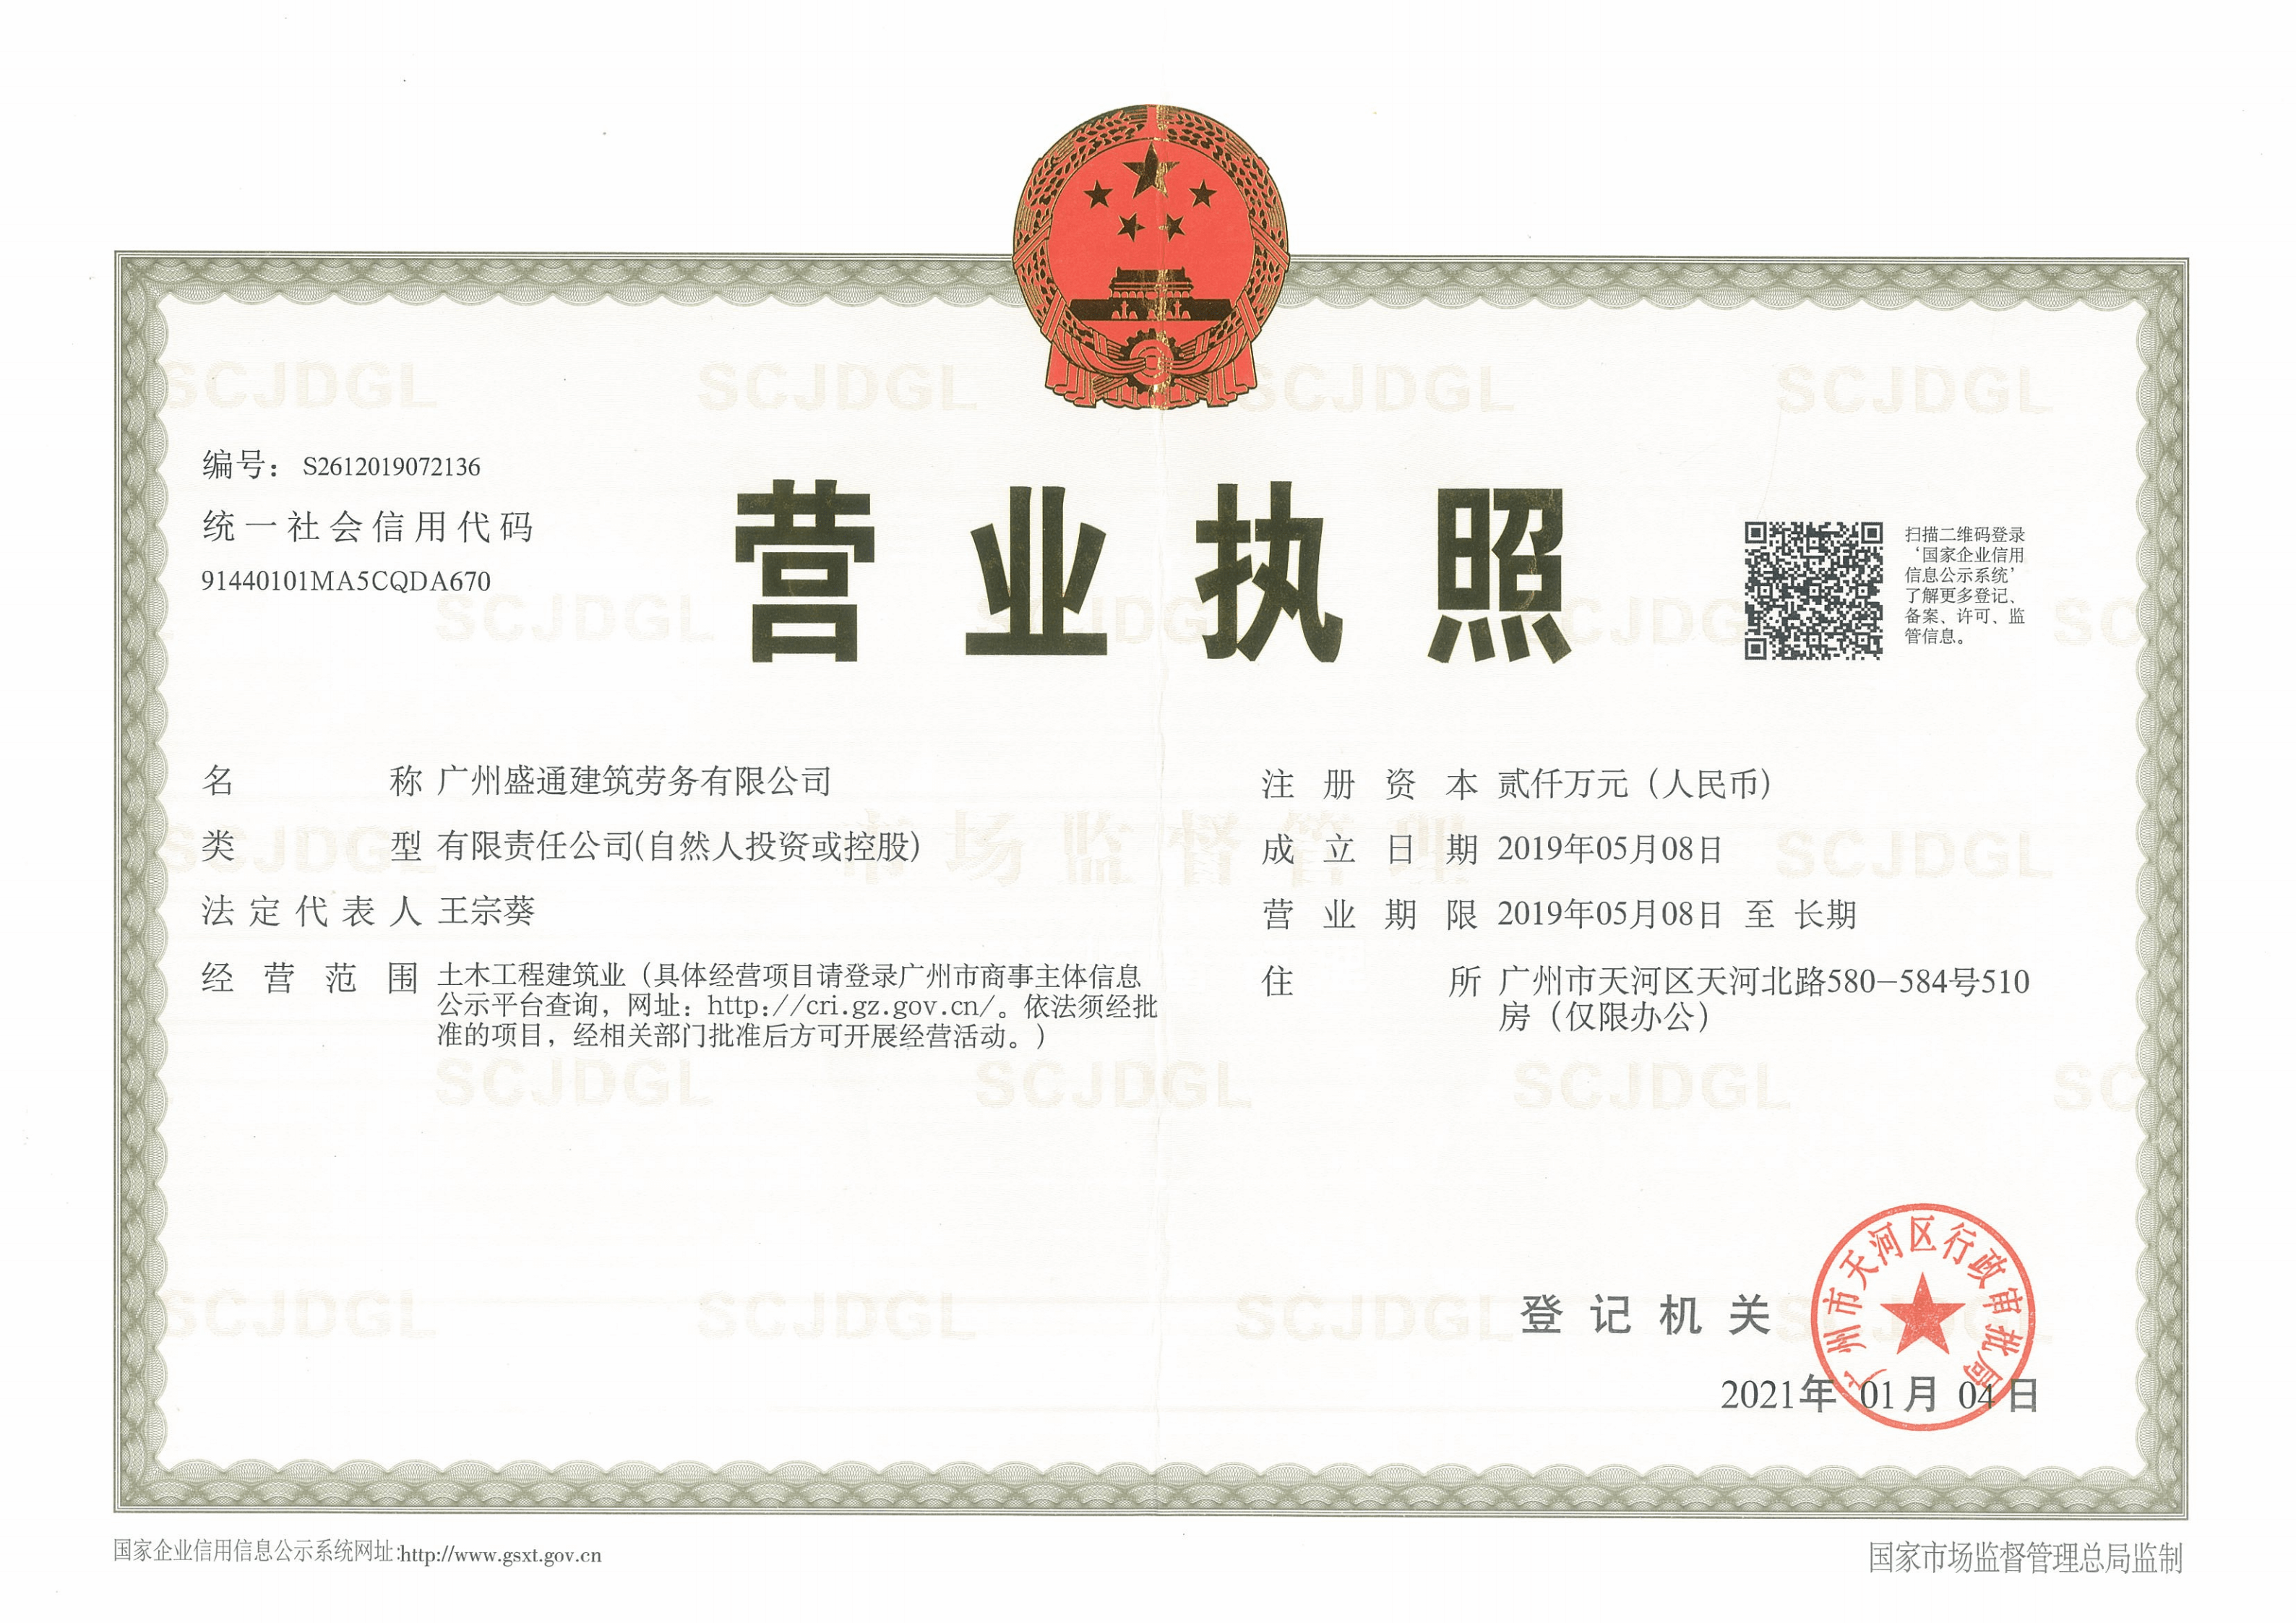 编号： S2612019072136
统一社会信用代码
91440101MA5CQDA670
营业执照
扫描二维码登录
‘国家企业信用
信息公示系统’
了解更多登记、
备案、许可、监
管信息。
名称 广州盛通建筑劳务有限公司
类型 有限责任公司(自然人投资或控股)
法定代表人 王宗葵
经营范围 土木工程建筑业（具体经营项目请登录广州市商事主体信息
公示平台查询，网址：http://cri.gz.gov.cn/。依法须经批
准的项目，经相关部门批准后方可开展经营活动。）
注册资本 贰仟万元（人民币）
成立日期 2019年05月08日
营业期限 2019年05月08日 至 长期
住所 广州市天河区天河北路580-584号510
房（仅限办公）
登记机关
广州市天河区行政审批局
2021年 01月 04日
国家企业信用信息公示系统网址:http://www.gsxt.gov.cn
国家市场监督管理总局监制
SCJDGL
市场监督管理